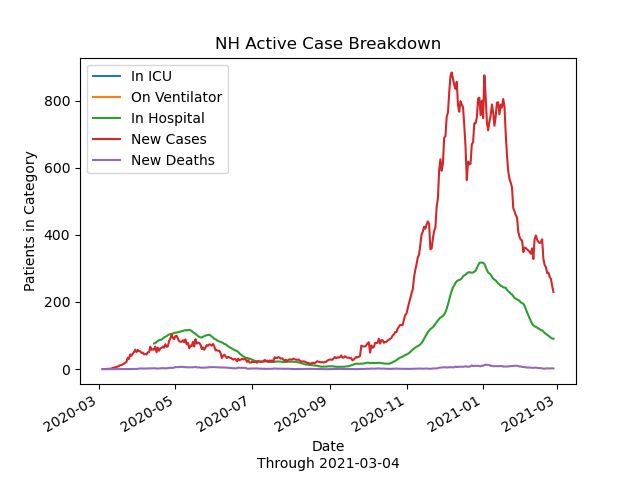 NH Active Case Breakdown
In ICU
On Ventilator
In Hospital
New Cases
New Deaths
Patients in Category
800
600
400
200
0
2020-03
2020-05
2020-07
2020-09
2020-11
2021-01
2021-03
Date
Through 2021-03-04